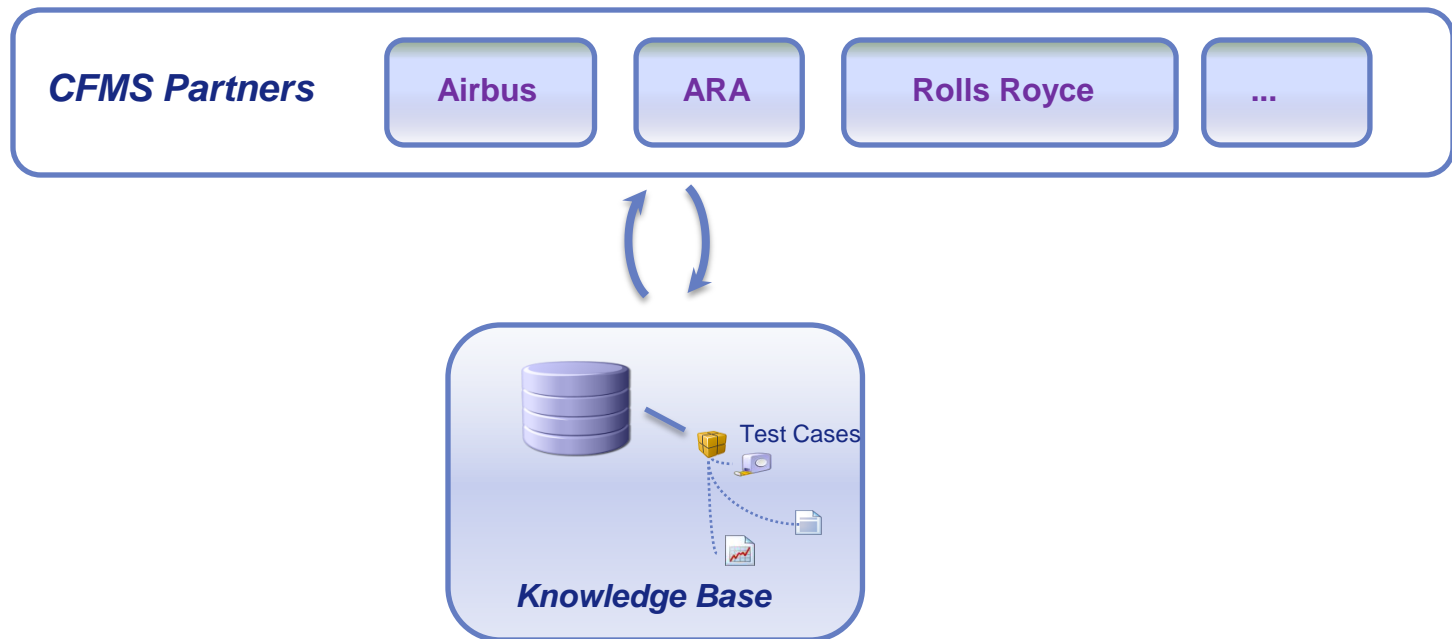 CFMS Partners
Airbus
ARA
Rolls Royce
...
Test Cases
Knowledge Base